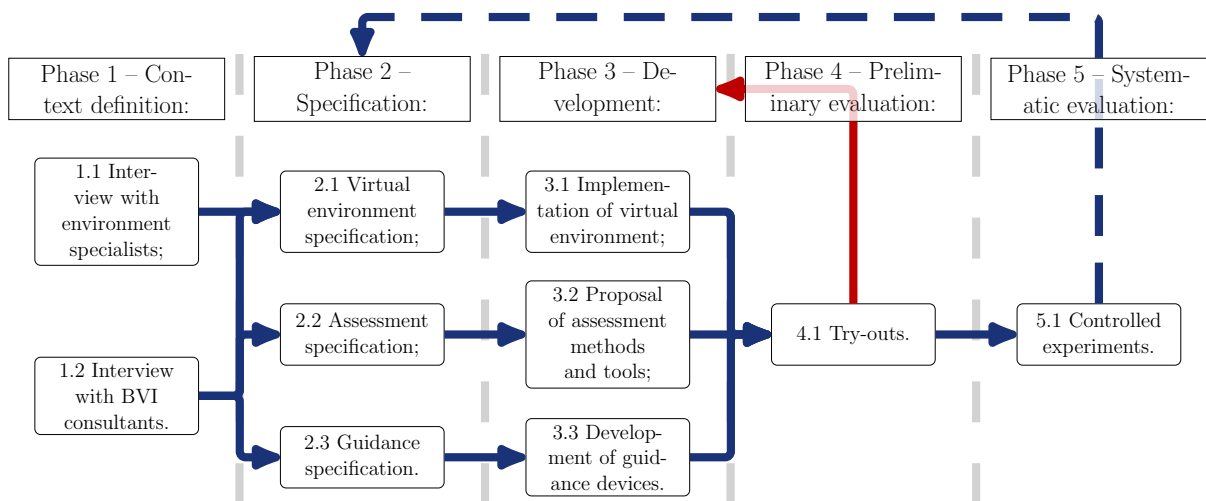 Phase 1 – Con-
text definition:
Phase 2 –
Specification:
Phase 3 – De-
velopment:
Phase 4 – Prelim-
inary evaluation:
Phase 5 – System-
atic evaluation:
1.1 Inter-
view with
environment
specialists;
1.2 Interview
with BVI
consultants.
2.1 Virtual
environment
specification;
2.2 Assessment
specification;
2.3 Guidance
specification.
3.1 Implemen-
tation of virtual
environment;
3.2 Proposal
of assessment
methods
and tools;
3.3 Develop-
ment of guid-
ance devices.
4.1 Try-outs.
5.1 Controlled
experiments.